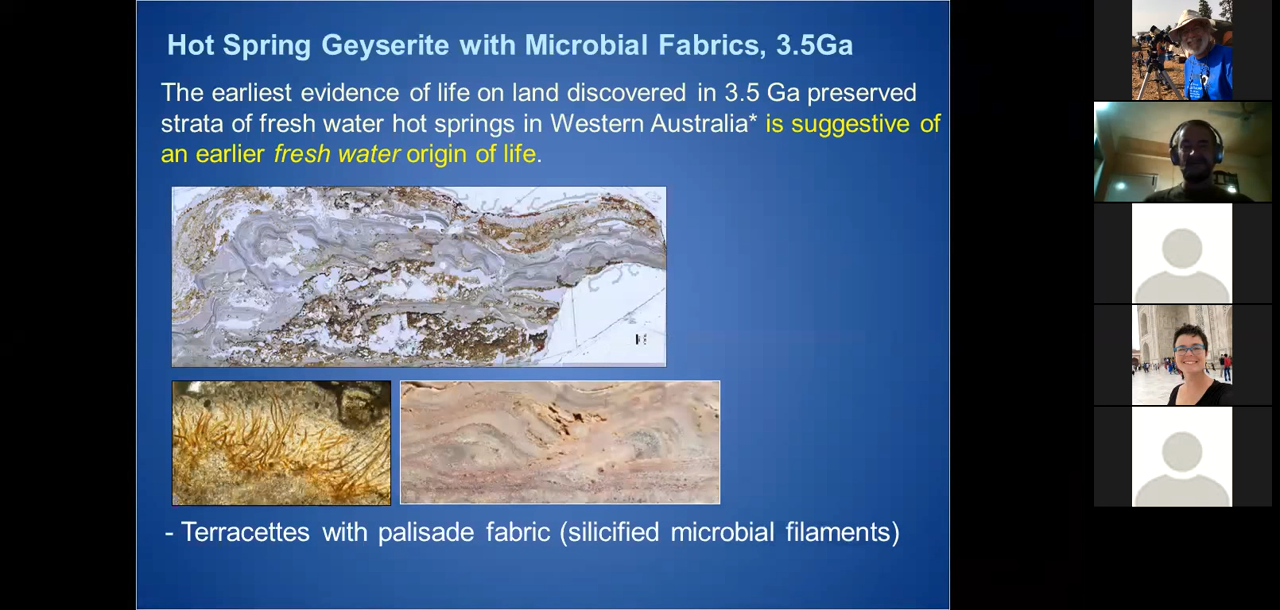 Hot Spring Geyserite with Microbial Fabrics, 3.5Ga
The earliest evidence of life on land discovered in 3.5 Ga preserved
strata of fresh water hot springs in Western Australia* is suggestive of
an earlier fresh water origin of life.
- Terracettes with palisade fabric (silicified microbial filaments)